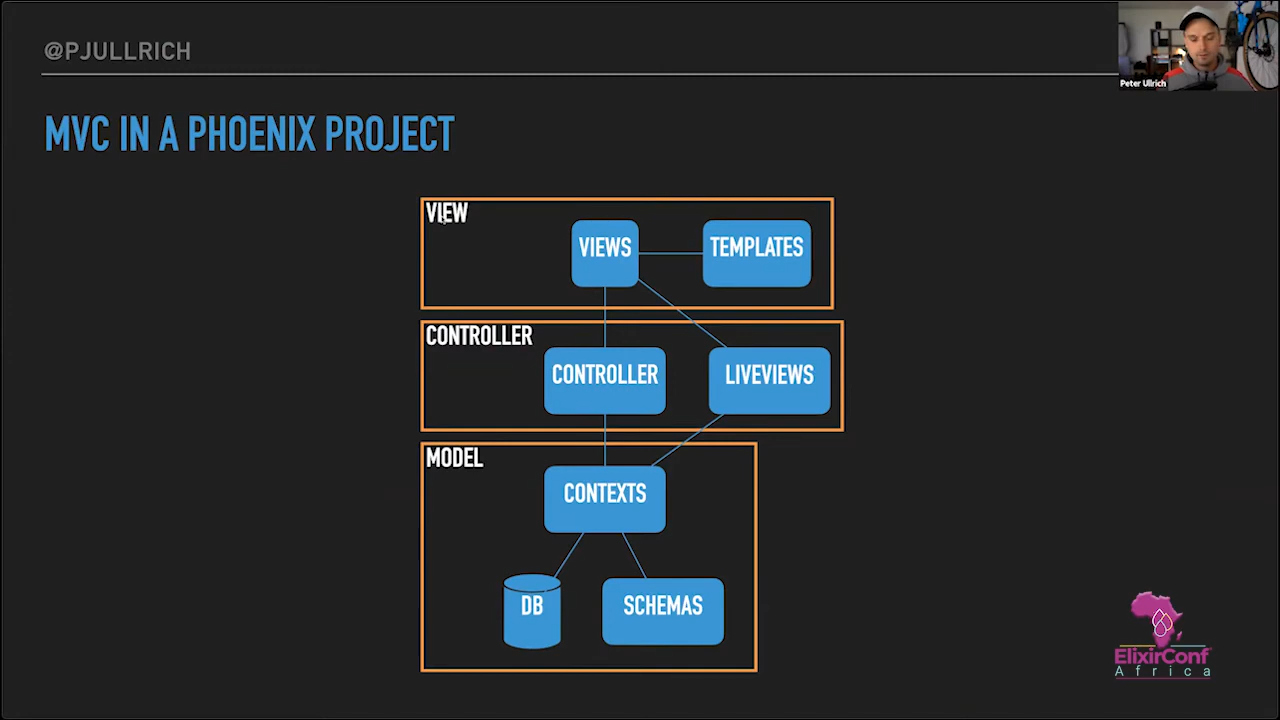 @PJULLRICH
Peter Ullrich
MVC IN A PHOENIX PROJECT
VIEW
VIEWS
TEMPLATES
CONTROLLER
CONTROLLER
LIVEVIEWS
MODEL
CONTEXTS
DB
SCHEMAS
ElixirConf
Africa